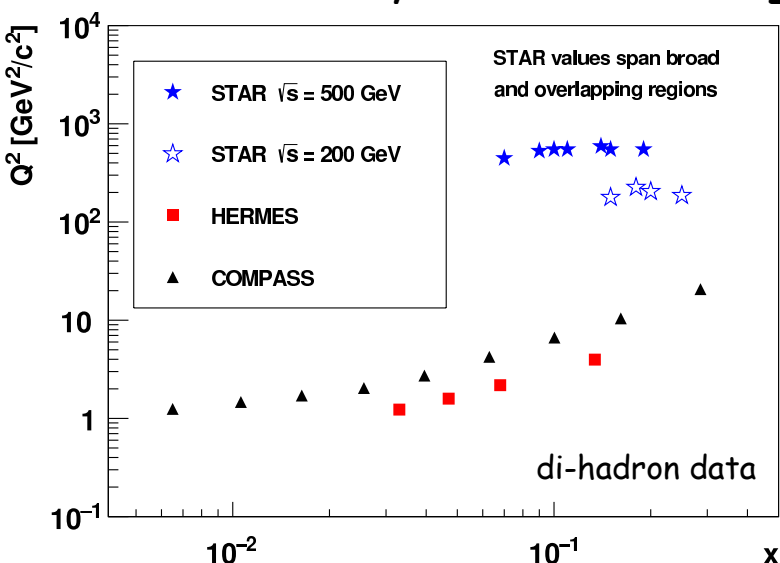 10⁴
Q² [GeV²/c²]
10³
10²
10
1
10⁻¹
STAR √s = 500 GeV
STAR √s = 200 GeV
HERMES
COMPASS
STAR values span broad
and overlapping regions
di-hadron data
10⁻²
10⁻¹
x